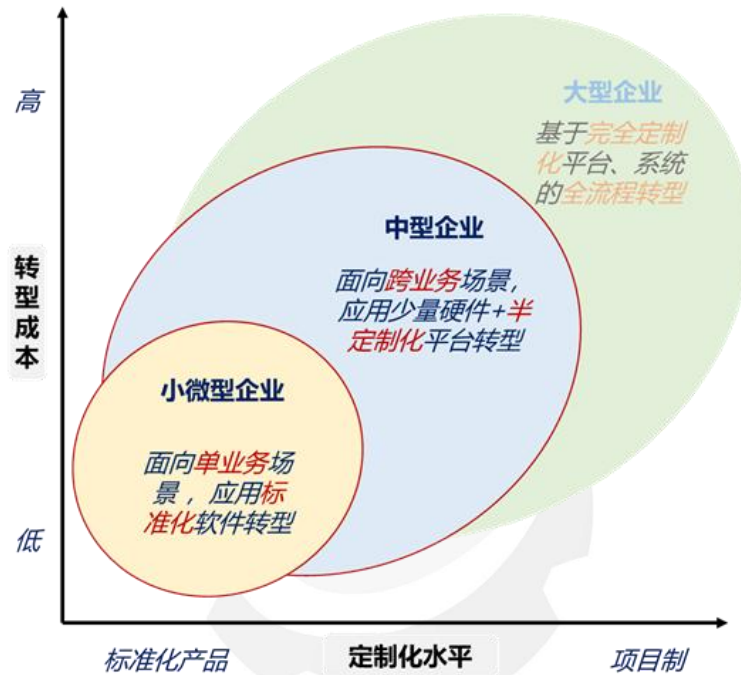 高
大型企业
基于完全定制
化平台、系统
的全流程转型
中型企业
面向跨业务场景，
应用少量硬件+半
定制化平台转型
转型成本
小微型企业
面向单业务场
景，应用标
准化软件转型
低
标准化产品
定制化水平
项目制